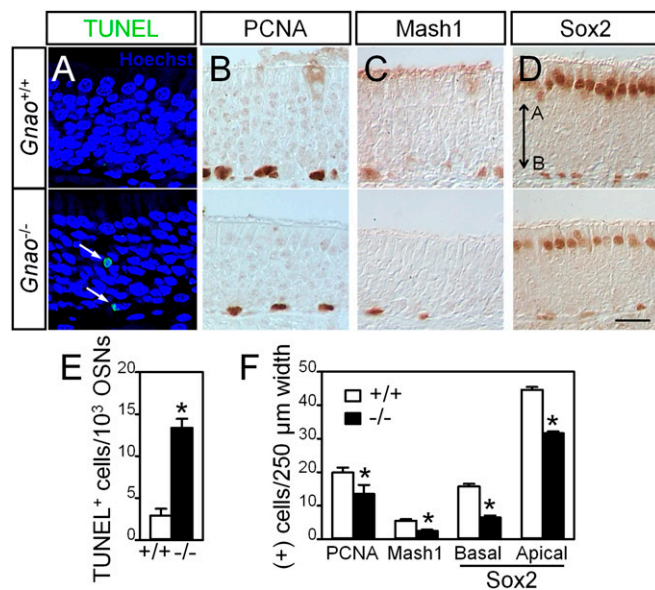 TUNEL PCNA Mash1 Sox2
A Hoechst B C D
Gnao+/+
A
B
Gnao-/-
E
TUNEL+ cells/10³ OSNs
15
10
5
0
*
+/+ -/-
F
(+) cells/250 µm width
50
40
30
20
10
0
+/+
-/-
* * * *
PCNA Mash1 Basal Apical
Sox2